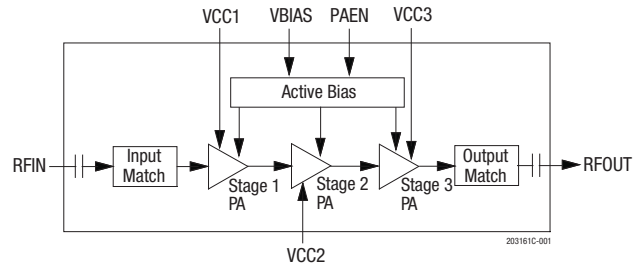 VCC1
VBIAS
PAEN
VCC3
Active Bias
RFIN
Input
Match
Stage 1
PA
Stage 2
PA
Stage 3
PA
Output
Match
RFOUT
VCC2
203161C-001